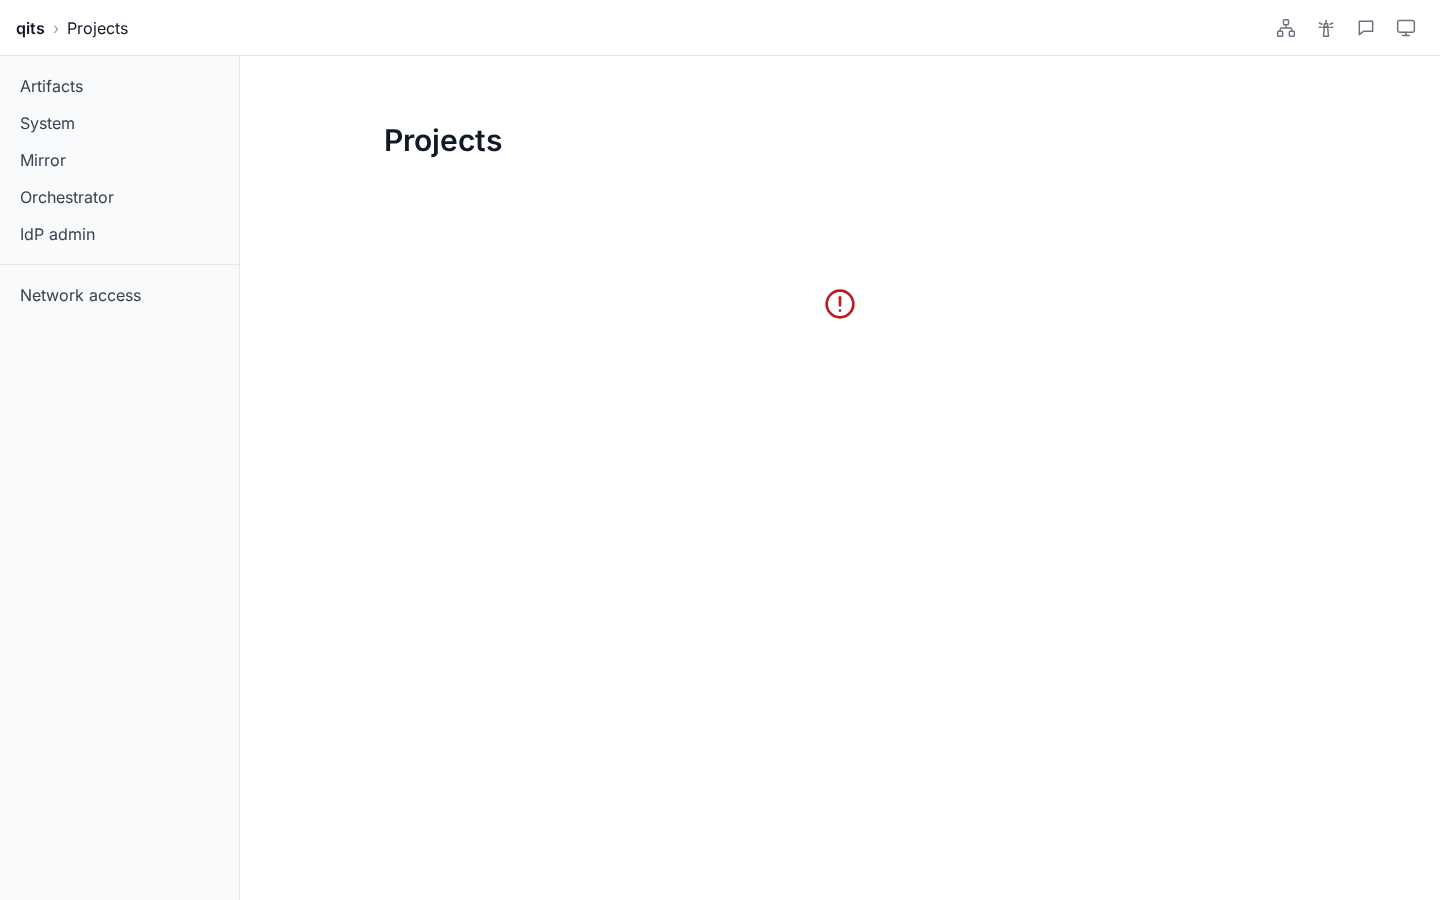 qits › Projects
Artifacts
System
Mirror
Orchestrator
IdP admin
Network access
Projects